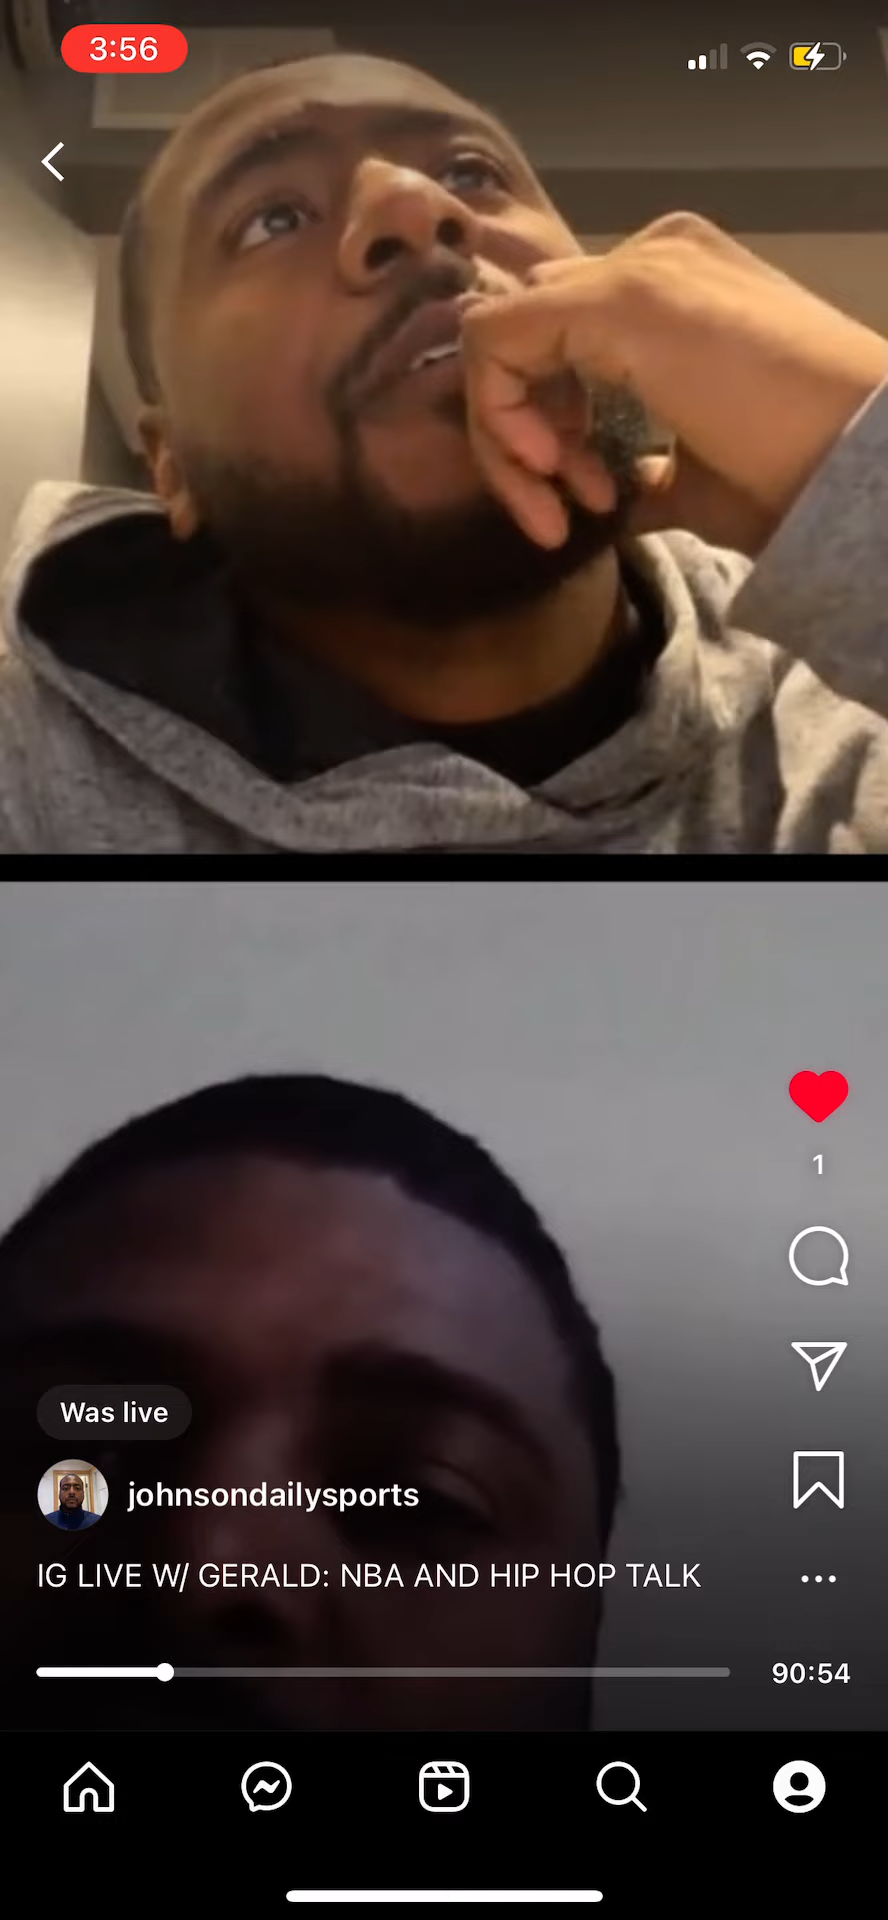 3:56
1
Was live
johnsondailysports
IG LIVE W/ GERALD: NBA AND HIP HOP TALK
90:54